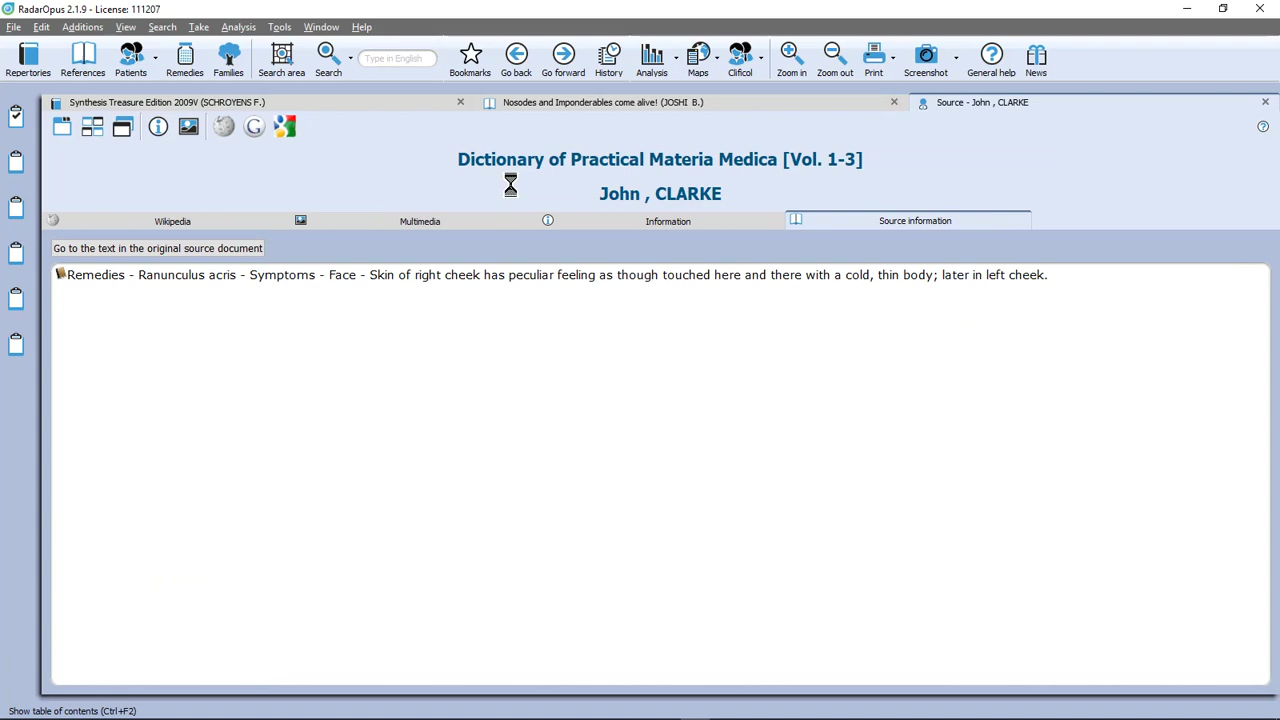 RadarOpus 2.1.9 - License: 111207
File Edit Additions View Search Take Analysis Tools Window Help
Repertories References Patients Remedies Families Search area Search Type in English Bookmarks Go back Go forward History Analysis Maps Clificol Zoom in Zoom out Print Screenshot General help News
Synthesis Treasure Edition 2009V (SCHROYENS F.) Nosodes and Imponderables come alive! (JOSHI B.) Source - John , CLARKE
Dictionary of Practical Materia Medica [Vol. 1-3]
John , CLARKE
Wikipedia Multimedia Information Source information
Go to the text in the original source document
Remedies - Ranunculus acris - Symptoms - Face - Skin of right cheek has peculiar feeling as though touched here and there with a cold, thin body; later in left cheek.
Show table of contents (Ctrl+F2)